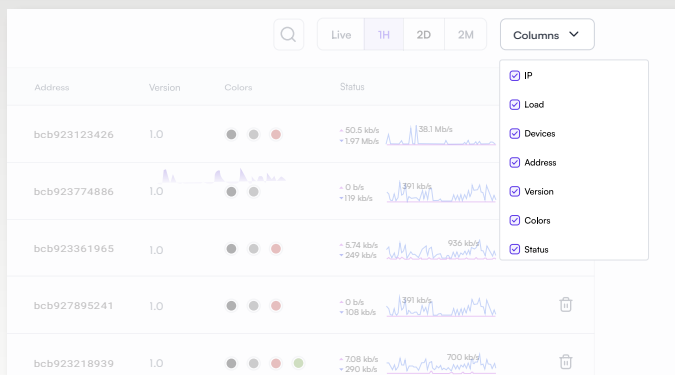 Live 1H 2D 2M Columns
IP
Load
Devices
Address
Version
Colors
Status
Address Version Colors Status
bcb923123426 1.0 50.5 kb/s 1.97 Mb/s 38.1 Mb/s
bcb923774886 1.0 0 b/s 119 kb/s 391 kb/s
bcb923361965 1.0 5.74 kb/s 249 kb/s 936 kb/s
bcb927895241 1.0 0 b/s 108 kb/s 391 kb/s
bcb923218939 1.0 7.08 kb/s 290 kb/s 700 kb/s